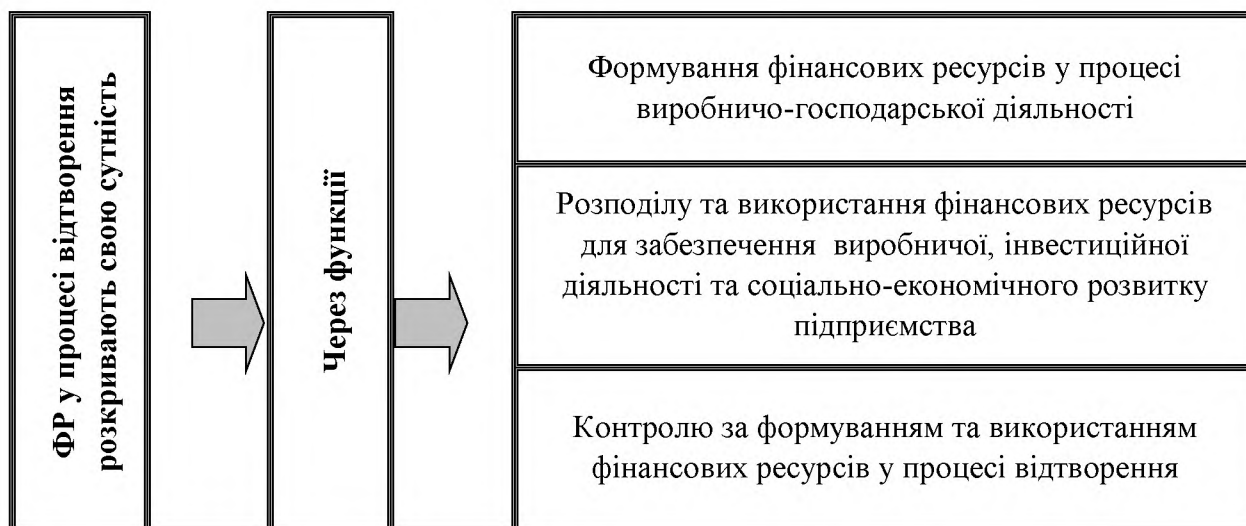 ФР у процесі відтворення
розкривають свою сутність
Через функції
Формування фінансових ресурсів у процесі
виробничо-господарської діяльності
Розподілу та використання фінансових ресурсів
для забезпечення виробничої, інвестиційної
діяльності та соціально-економічного розвитку
підприємства
Контролю за формуванням та використанням
фінансових ресурсів у процесі відтворення